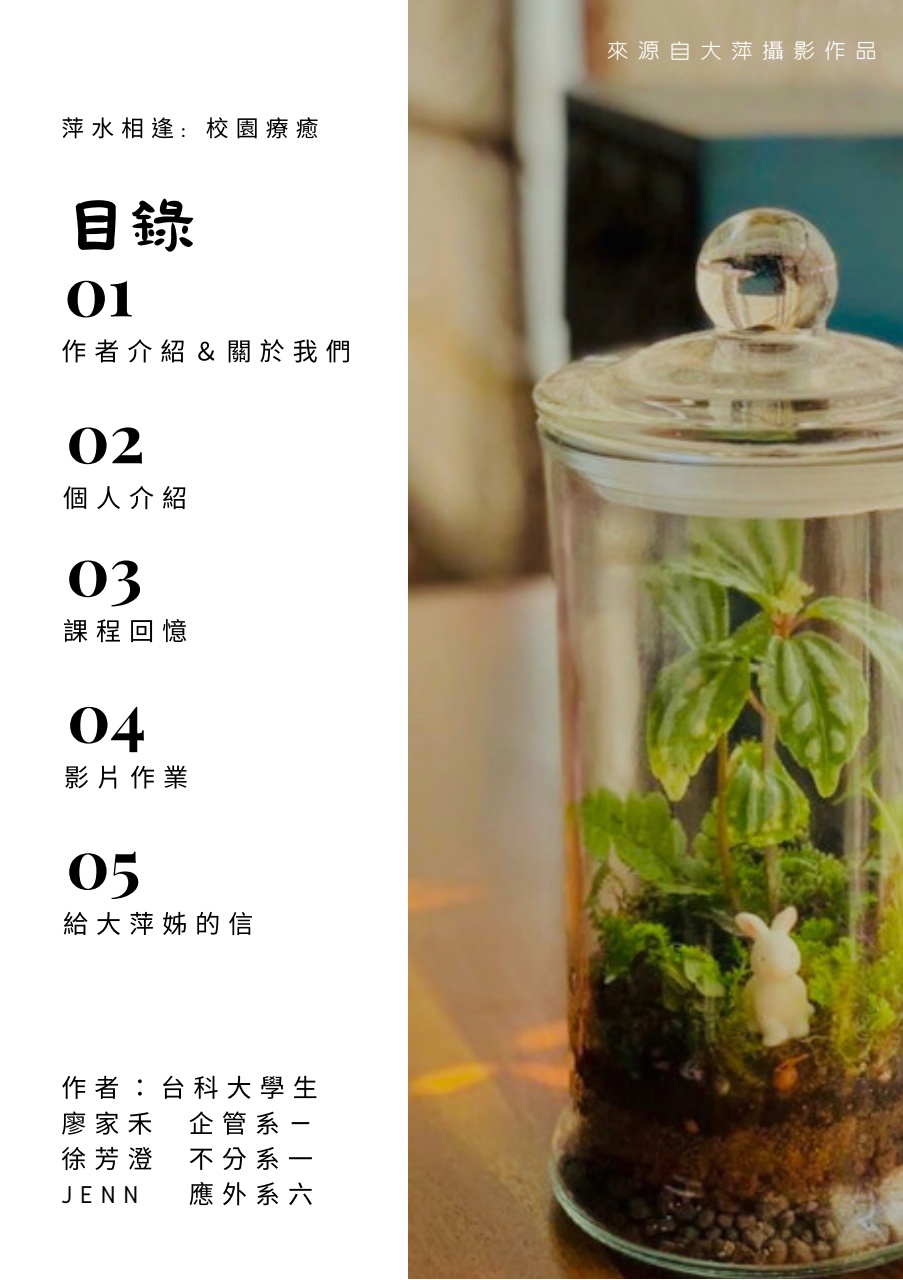 來源自大萍攝影作品
萍水相逢: 校園療癒
目錄
01
作者介紹&關於我們
02
個人介紹
03
課程回憶
04
影片作業
05
給大萍姊的信
作者：台科大學生
廖家禾 企管系一
徐芳澄 不分系一
JENN 應外系六